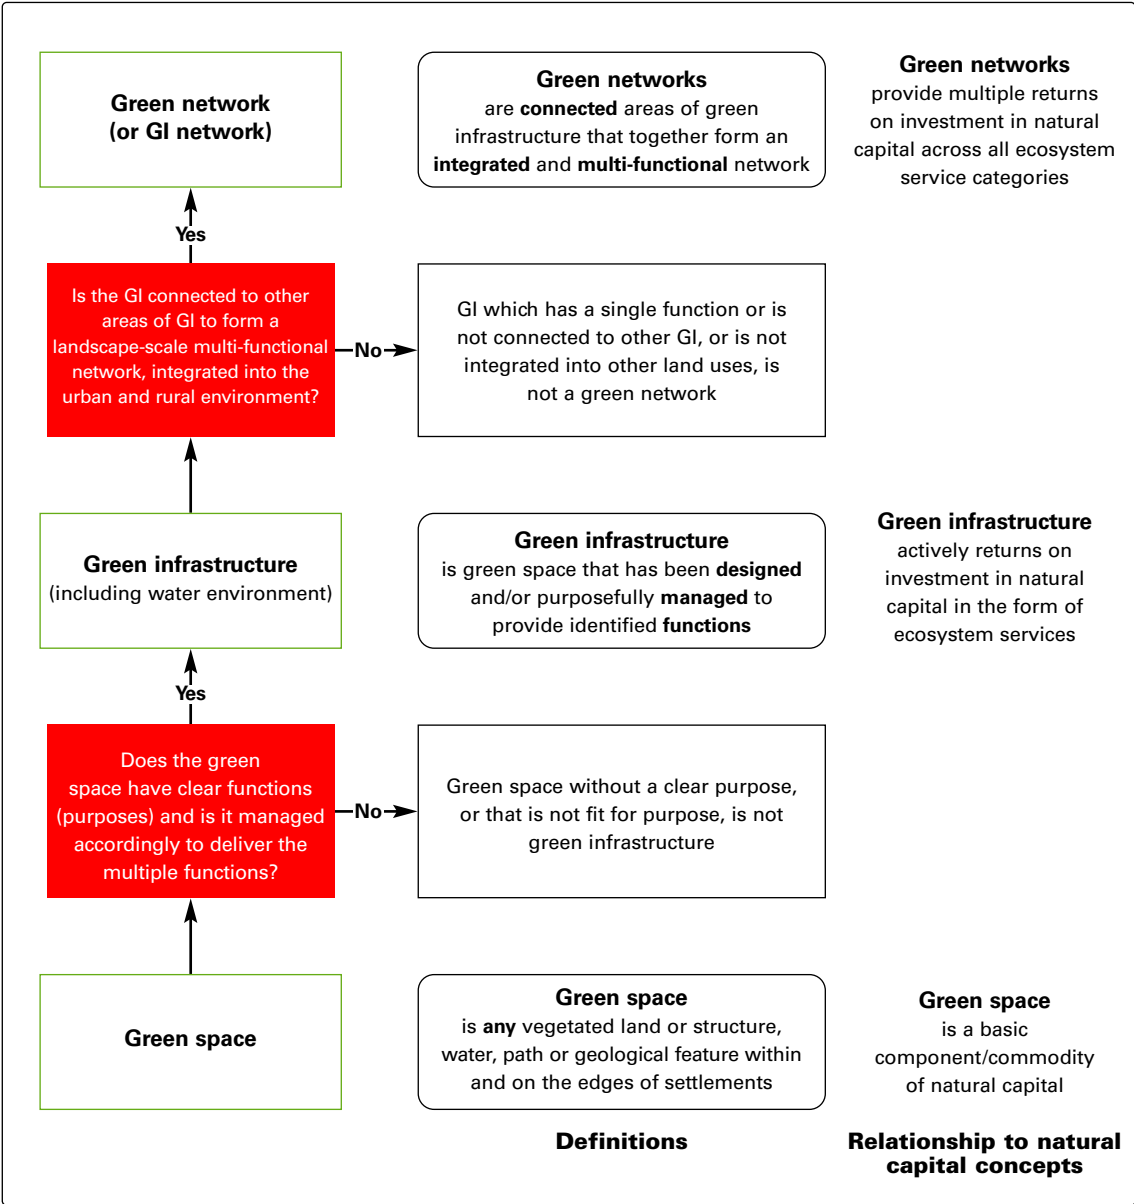 Green network
(or GI network)
Green networks
are connected areas of green
infrastructure that together form an
integrated and multi-functional network
Green networks
provide multiple returns
on investment in natural
capital across all ecosystem
service categories
Yes
Is the GI connected to other
areas of GI to form a
landscape-scale multi-functional
network, integrated into the
urban and rural environment?
No
GI which has a single function or is
not connected to other GI, or is not
integrated into other land uses, is
not a green network
Green infrastructure
(including water environment)
Green infrastructure
is green space that has been designed
and/or purposefully managed to
provide identified functions
Green infrastructure
actively returns on
investment in natural
capital in the form of
ecosystem services
Yes
Does the green
space have clear functions
(purposes) and is it managed
accordingly to deliver the
multiple functions?
No
Green space without a clear purpose,
or that is not fit for purpose, is not
green infrastructure
Green space
Green space
is any vegetated land or structure,
water, path or geological feature within
and on the edges of settlements
Green space
is a basic
component/commodity
of natural capital
Definitions
Relationship to natural
capital concepts